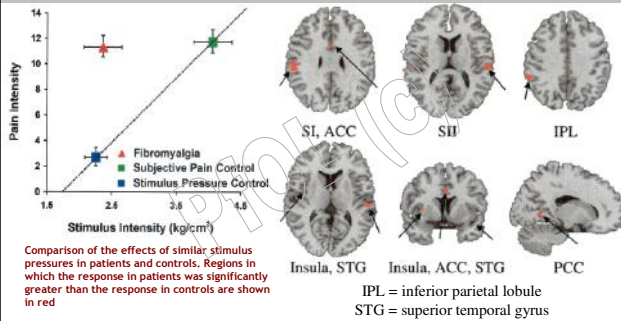 14
12
10
8
6
4
2
0
Pain Intensity
Fibromyalgia
Subjective Pain Control
Stimulus Pressure Control
1.5
2.5
3.5
4.5
Stimulus Intensity (kg/cm²)
Comparison of the effects of similar stimulus
pressures in patients and controls. Regions in
which the response in patients was significantly
greater than the response in controls are shown
in red
SI, ACC
SII
IPL
Insula, STG
Insula, ACC, STG
PCC
IPL = inferior parietal lobule
STG = superior temporal gyrus